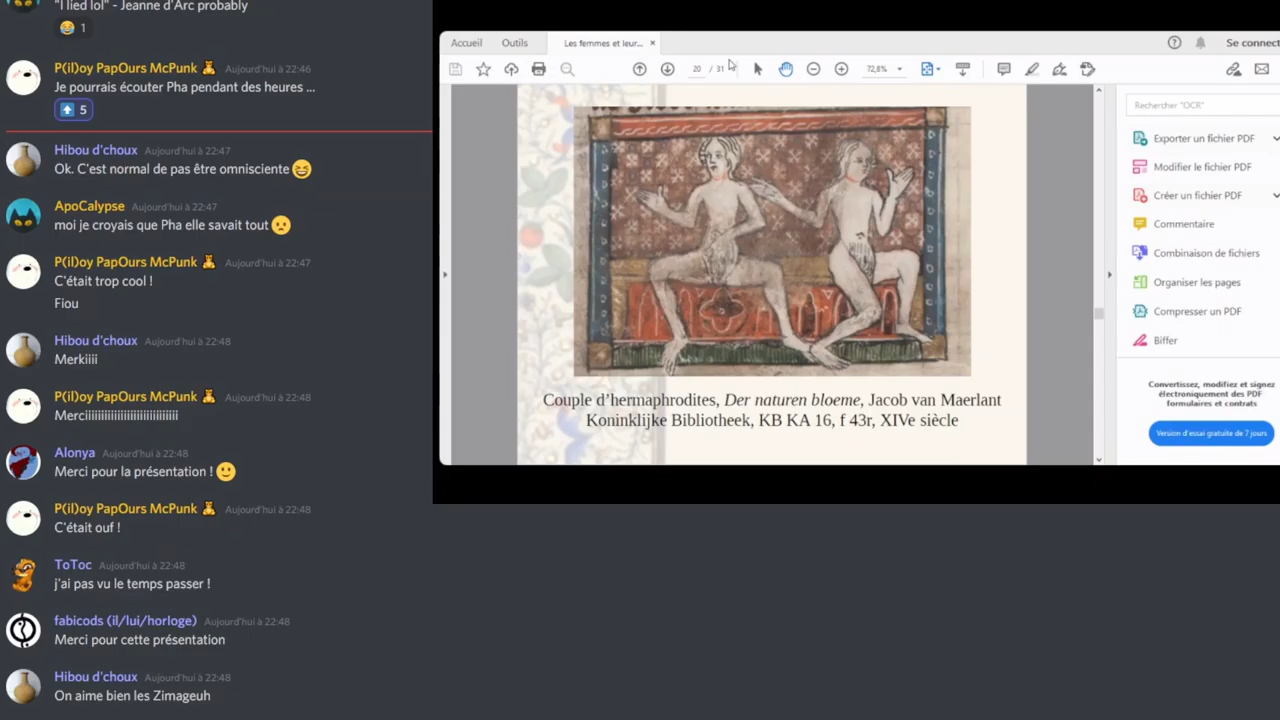 "I lied lol" - Jeanne d'Arc probably
1
P(il)oy PapOurs McPunk Aujourd'hui à 22:46
Je pourrais écouter Pha pendant des heures ...
5
Hibou d'choux Aujourd'hui à 22:47
Ok. C'est normal de pas être omnisciente
ApoCalypse Aujourd'hui à 22:47
moi je croyais que Pha elle savait tout
P(il)oy PapOurs McPunk Aujourd'hui à 22:47
C'était trop cool !
Fiou
Hibou d'choux Aujourd'hui à 22:48
Merkiiii
P(il)oy PapOurs McPunk Aujourd'hui à 22:48
Merciiiiiiiiiiiiiiiiiiiiiiiiiiiii
Alonya Aujourd'hui à 22:48
Merci pour la présentation !
P(il)oy PapOurs McPunk Aujourd'hui à 22:48
C'était ouf !
ToToc Aujourd'hui à 22:48
j'ai pas vu le temps passer !
fabicods (il/lui/horloge) Aujourd'hui à 22:48
Merci pour cette présentation
Hibou d'choux Aujourd'hui à 22:48
On aime bien les Zimageuh
Accueil Outils Les femmes et leur... × Se connect
20 / 31 72,8%
Couple d'hermaphrodites, Der naturen bloeme, Jacob van Maerlant
Koninklijke Bibliotheek, KB KA 16, f 43r, XIVe siècle
Rechercher "OCR"
Exporter un fichier PDF
Modifier le fichier PDF
Créer un fichier PDF
Commentaire
Combinaison de fichiers
Organiser les pages
Compresser un PDF
Biffer
Convertissez, modifiez et signez
électroniquement des PDF
formulaires et contrats
Version d'essai gratuite de 7 jours